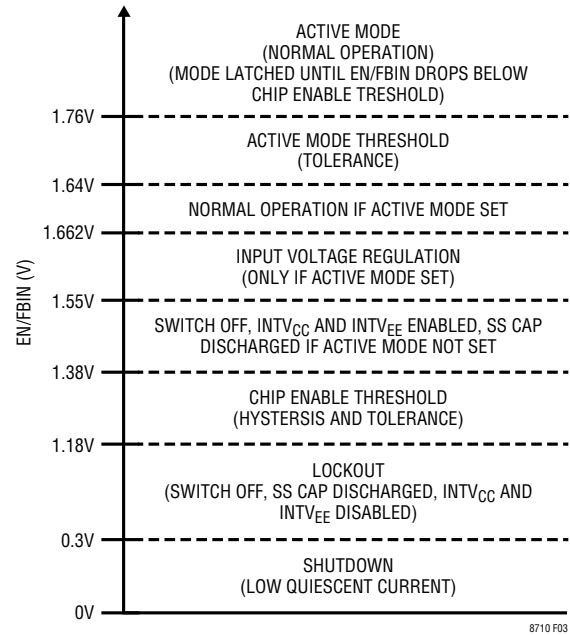 ACTIVE MODE
(NORMAL OPERATION)
(MODE LATCHED UNTIL EN/FBIN DROPS BELOW
CHIP ENABLE TRESHOLD)
1.76V
ACTIVE MODE THRESHOLD
(TOLERANCE)
1.64V
NORMAL OPERATION IF ACTIVE MODE SET
1.662V
EN/FBIN (V)
INPUT VOLTAGE REGULATION
(ONLY IF ACTIVE MODE SET)
1.55V
SWITCH OFF, INTVCC AND INTVEE ENABLED, SS CAP
DISCHARGED IF ACTIVE MODE NOT SET
1.38V
CHIP ENABLE THRESHOLD
(HYSTERSIS AND TOLERANCE)
1.18V
LOCKOUT
(SWITCH OFF, SS CAP DISCHARGED, INTVCC AND
INTVEE DISABLED)
0.3V
SHUTDOWN
(LOW QUIESCENT CURRENT)
0V
8710 F03